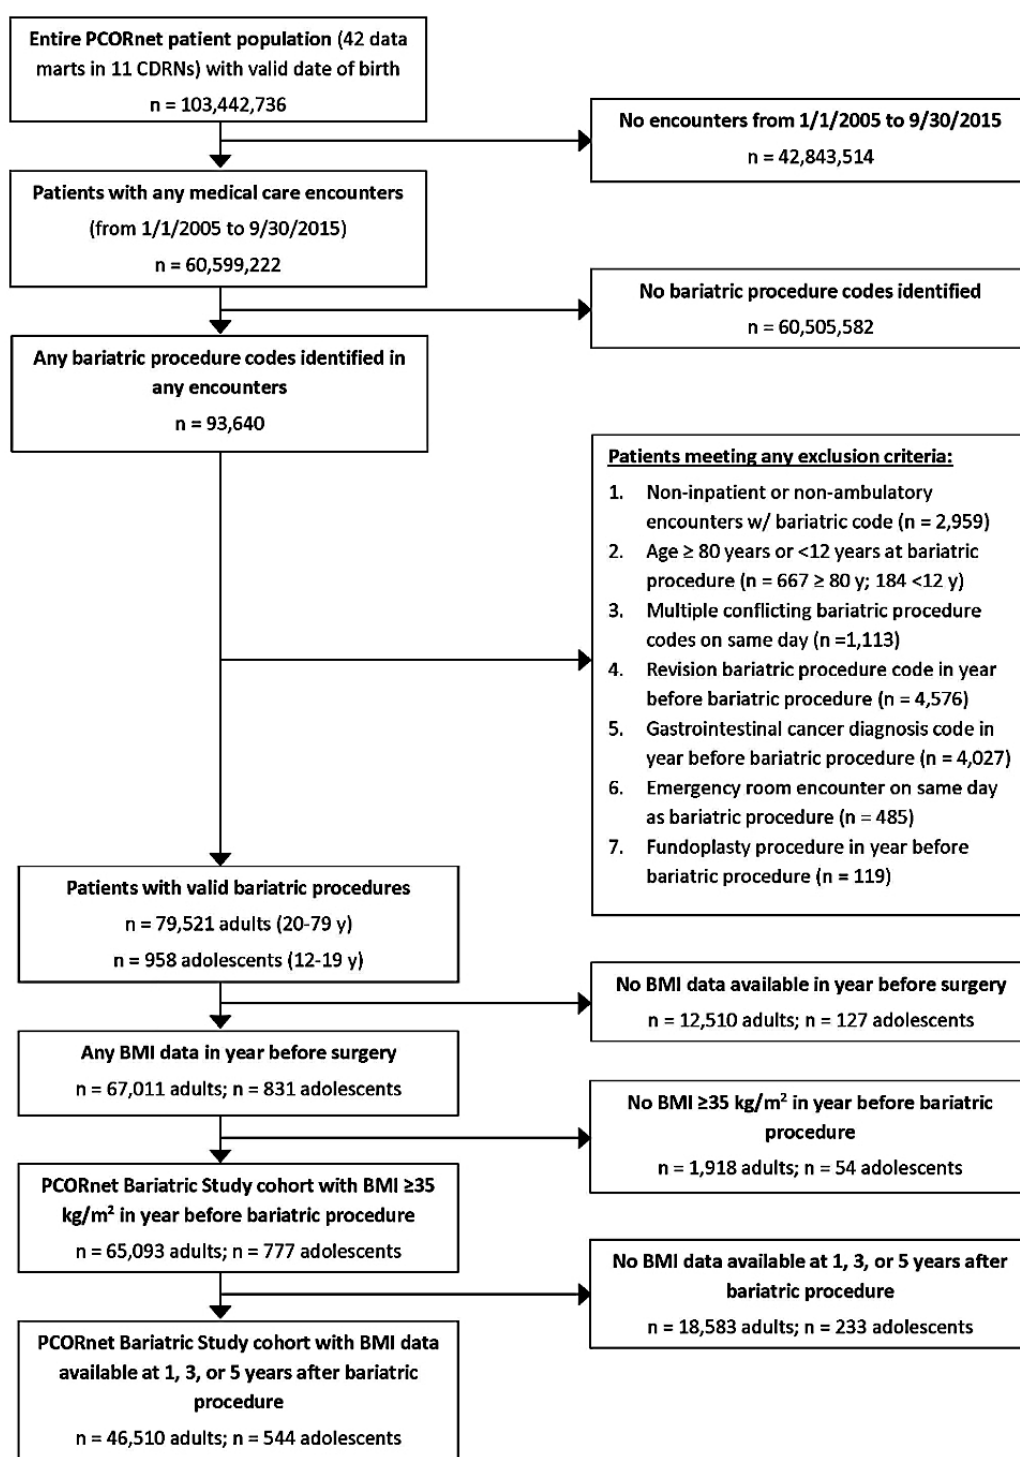 Entire PCORnet patient population (42 data
marts in 11 CDRNs) with valid date of birth
n = 103,442,736
No encounters from 1/1/2005 to 9/30/2015
n = 42,843,514
Patients with any medical care encounters
(from 1/1/2005 to 9/30/2015)
n = 60,599,222
No bariatric procedure codes identified
n = 60,505,582
Any bariatric procedure codes identified in
any encounters
n = 93,640
Patients meeting any exclusion criteria:
1. Non-inpatient or non-ambulatory
encounters w/ bariatric code (n = 2,959)
2. Age ≥ 80 years or <12 years at bariatric
procedure (n = 667 ≥ 80 y; 184 <12 y)
3. Multiple conflicting bariatric procedure
codes on same day (n =1,113)
4. Revision bariatric procedure code in year
before bariatric procedure (n = 4,576)
5. Gastrointestinal cancer diagnosis code in
year before bariatric procedure (n = 4,027)
6. Emergency room encounter on same day
as bariatric procedure (n = 485)
7. Fundoplasty procedure in year before
bariatric procedure (n = 119)
Patients with valid bariatric procedures
n = 79,521 adults (20-79 y)
n = 958 adolescents (12-19 y)
No BMI data available in year before surgery
n = 12,510 adults; n = 127 adolescents
Any BMI data in year before surgery
n = 67,011 adults; n = 831 adolescents
No BMI ≥35 kg/m² in year before bariatric
procedure
n = 1,918 adults; n = 54 adolescents
PCORnet Bariatric Study cohort with BMI ≥35
kg/m² in year before bariatric procedure
n = 65,093 adults; n = 777 adolescents
No BMI data available at 1, 3, or 5 years after
bariatric procedure
n = 18,583 adults; n = 233 adolescents
PCORnet Bariatric Study cohort with BMI data
available at 1, 3, or 5 years after bariatric
procedure
n = 46,510 adults; n = 544 adolescents